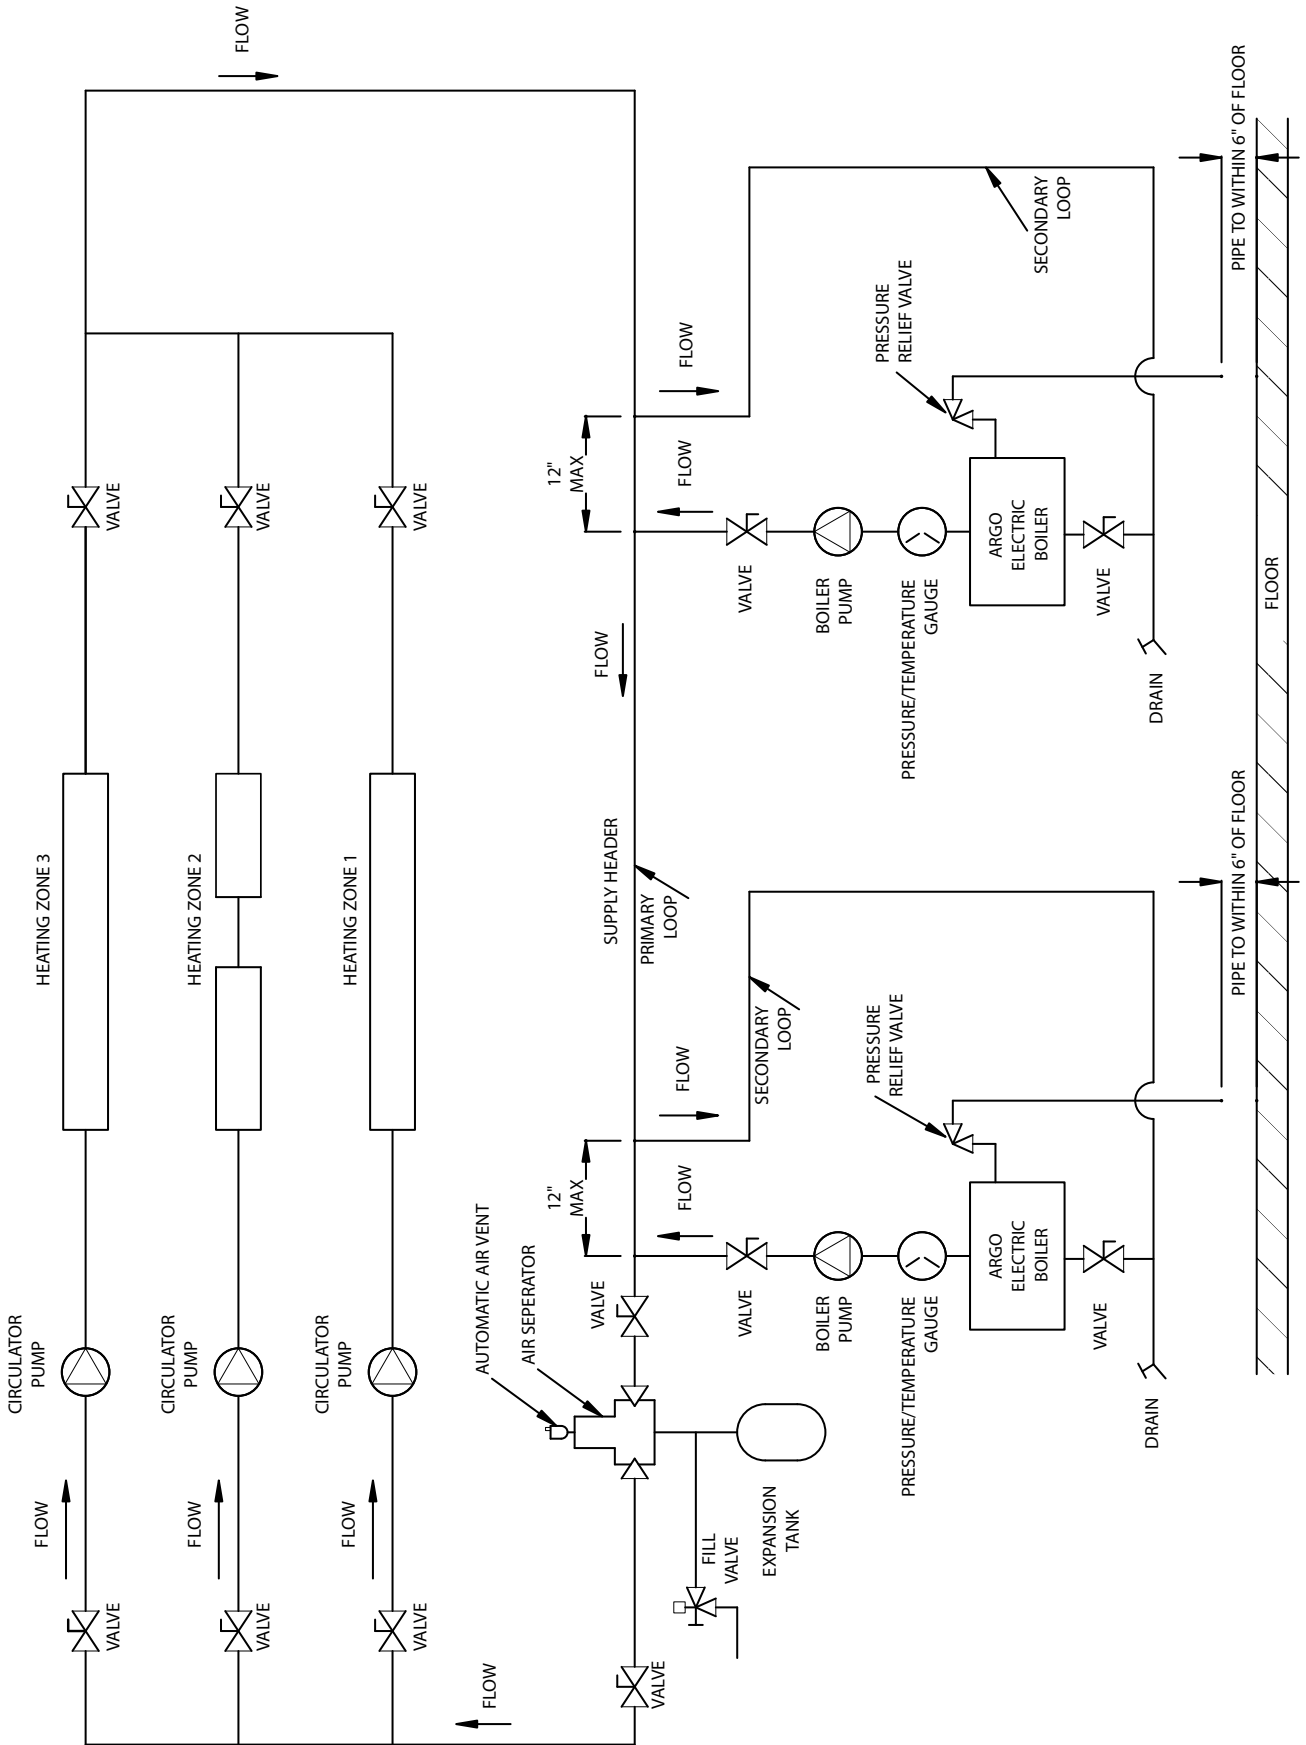 HEATING ZONE 3
HEATING ZONE 2
HEATING ZONE 1
CIRCULATOR
PUMP
CIRCULATOR
PUMP
CIRCULATOR
PUMP
FLOW
FLOW
FLOW
VALVE
VALVE
VALVE
VALVE
VALVE
VALVE
FLOW
FLOW
VALVE
AUTOMATIC AIR VENT
AIR SEPERATOR
FILL
VALVE
EXPANSION
TANK
VALVE
12"
MAX
SUPPLY HEADER
PRIMARY
LOOP
FLOW
12"
MAX
FLOW
FLOW
SECONDARY
LOOP
VALVE
BOILER
PUMP
PRESSURE/TEMPERATURE
GAUGE
PRESSURE
RELIEF VALVE
ARGO
ELECTRIC
BOILER
VALVE
DRAIN
PIPE TO WITHIN 6" OF FLOOR
FLOW
FLOW
SECONDARY
LOOP
VALVE
BOILER
PUMP
PRESSURE/TEMPERATURE
GAUGE
PRESSURE
RELIEF VALVE
ARGO
ELECTRIC
BOILER
VALVE
DRAIN
PIPE TO WITHIN 6" OF FLOOR
FLOOR